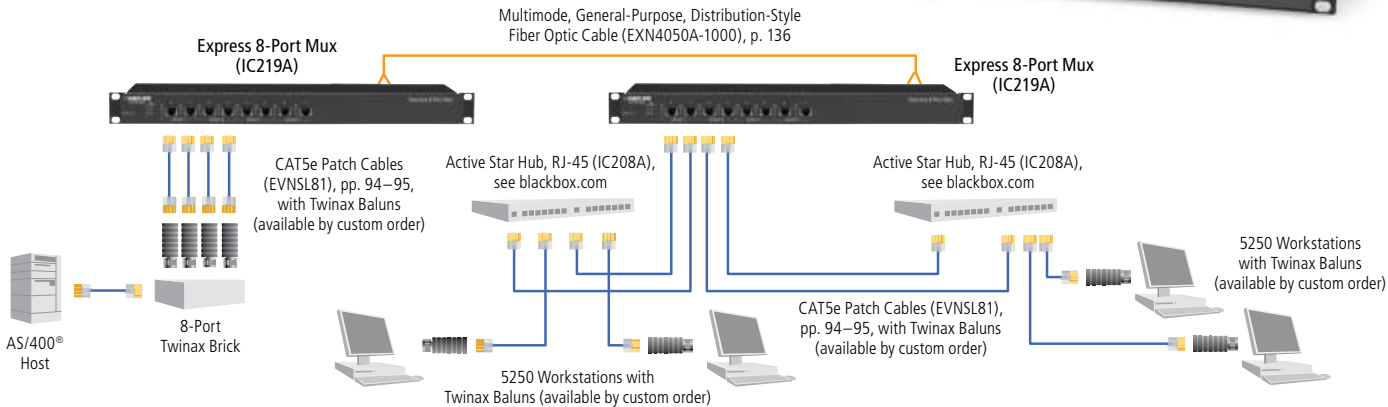 Multimode, General-Purpose, Distribution-Style
Fiber Optic Cable (EXN4050A-1000), p. 136
Express 8-Port Mux
(IC219A)
Express 8-Port Mux
(IC219A)
CAT5e Patch Cables
(EVNSL81), pp. 94–95,
with Twinax Baluns
(available by custom order)
Active Star Hub, RJ-45 (IC208A),
see blackbox.com
Active Star Hub, RJ-45 (IC208A),
see blackbox.com
5250 Workstations
with Twinax Baluns
(available by custom order)
CAT5e Patch Cables (EVNSL81),
pp. 94–95, with Twinax Baluns
(available by custom order)
AS/400®
Host
8-Port
Twinax Brick
5250 Workstations with
Twinax Baluns (available by custom order)